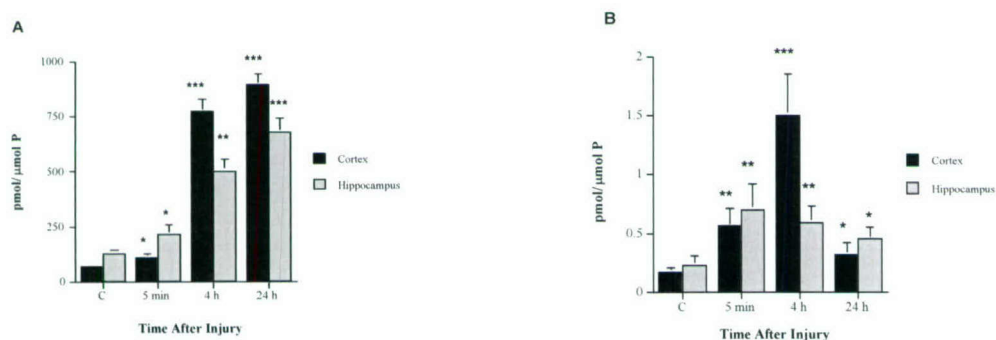 A
1000
750
500
250
0
pmol/ µmol P
***
***
***
**
*
*
C
5 min
4 h
24 h
Time After Injury
Cortex
Hippocampus
B
2
1.5
1
0.5
0
pmol/ µmol P
***
**
**
**
*
*
C
5 min
4 h
24 h
Time After Injury
Cortex
Hippocampus